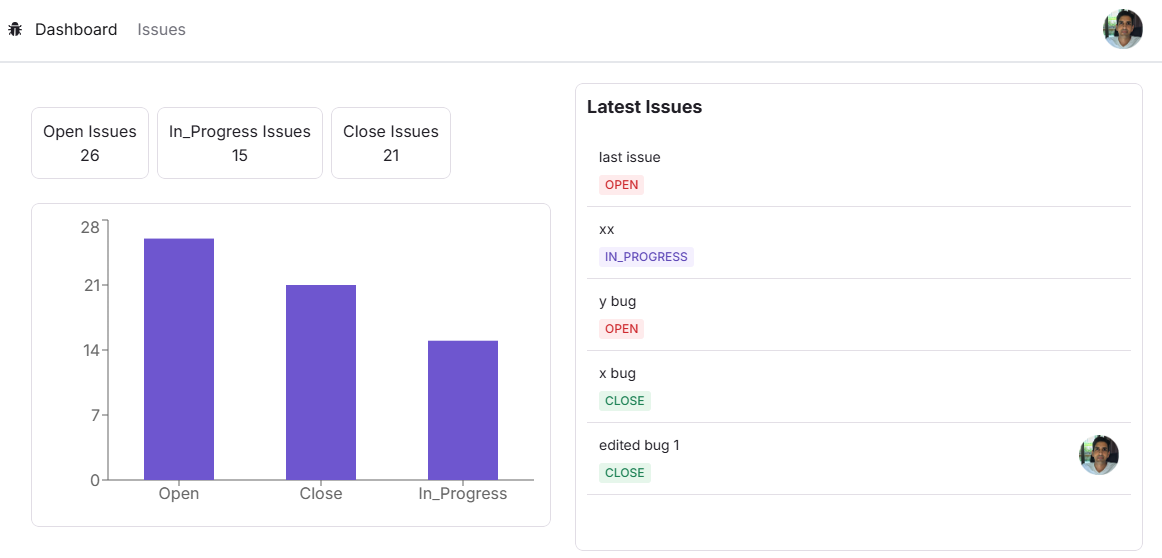 Dashboard Issues
Open Issues
26
In_Progress Issues
15
Close Issues
21
28
21
14
7
0
Open Close In_Progress
Latest Issues
last issue
OPEN
xx
IN_PROGRESS
y bug
OPEN
x bug
CLOSE
edited bug 1
CLOSE